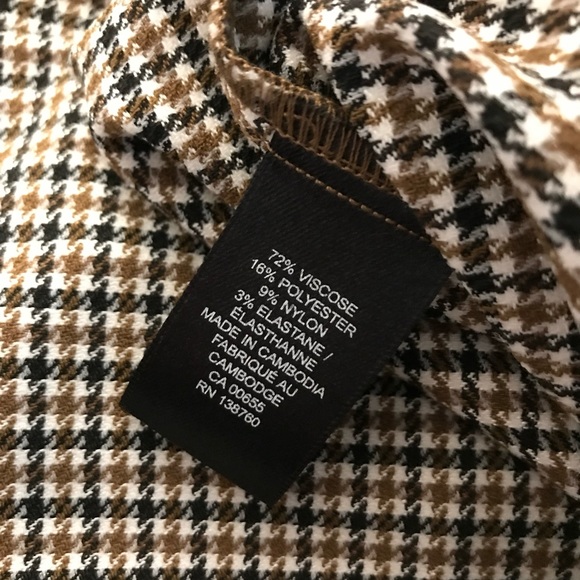 72% VISCOSE
16% POLYESTER
9% NYLON
3% ELASTANE /
ÉLASTHANNE
MADE IN CAMBODIA
FABRIQUÉ AU
CAMBODGE
CA 00655
RN 138760